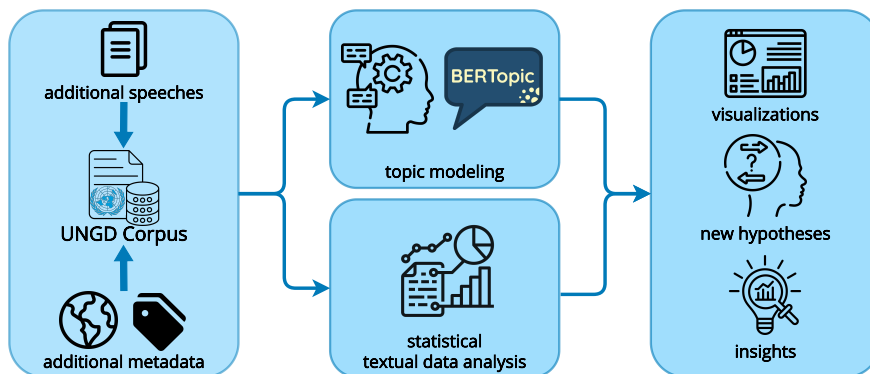 additional speeches
UNGD Corpus
additional metadata
BERTopic
topic modeling
statistical
textual data analysis
visualizations
?
new hypotheses
insights